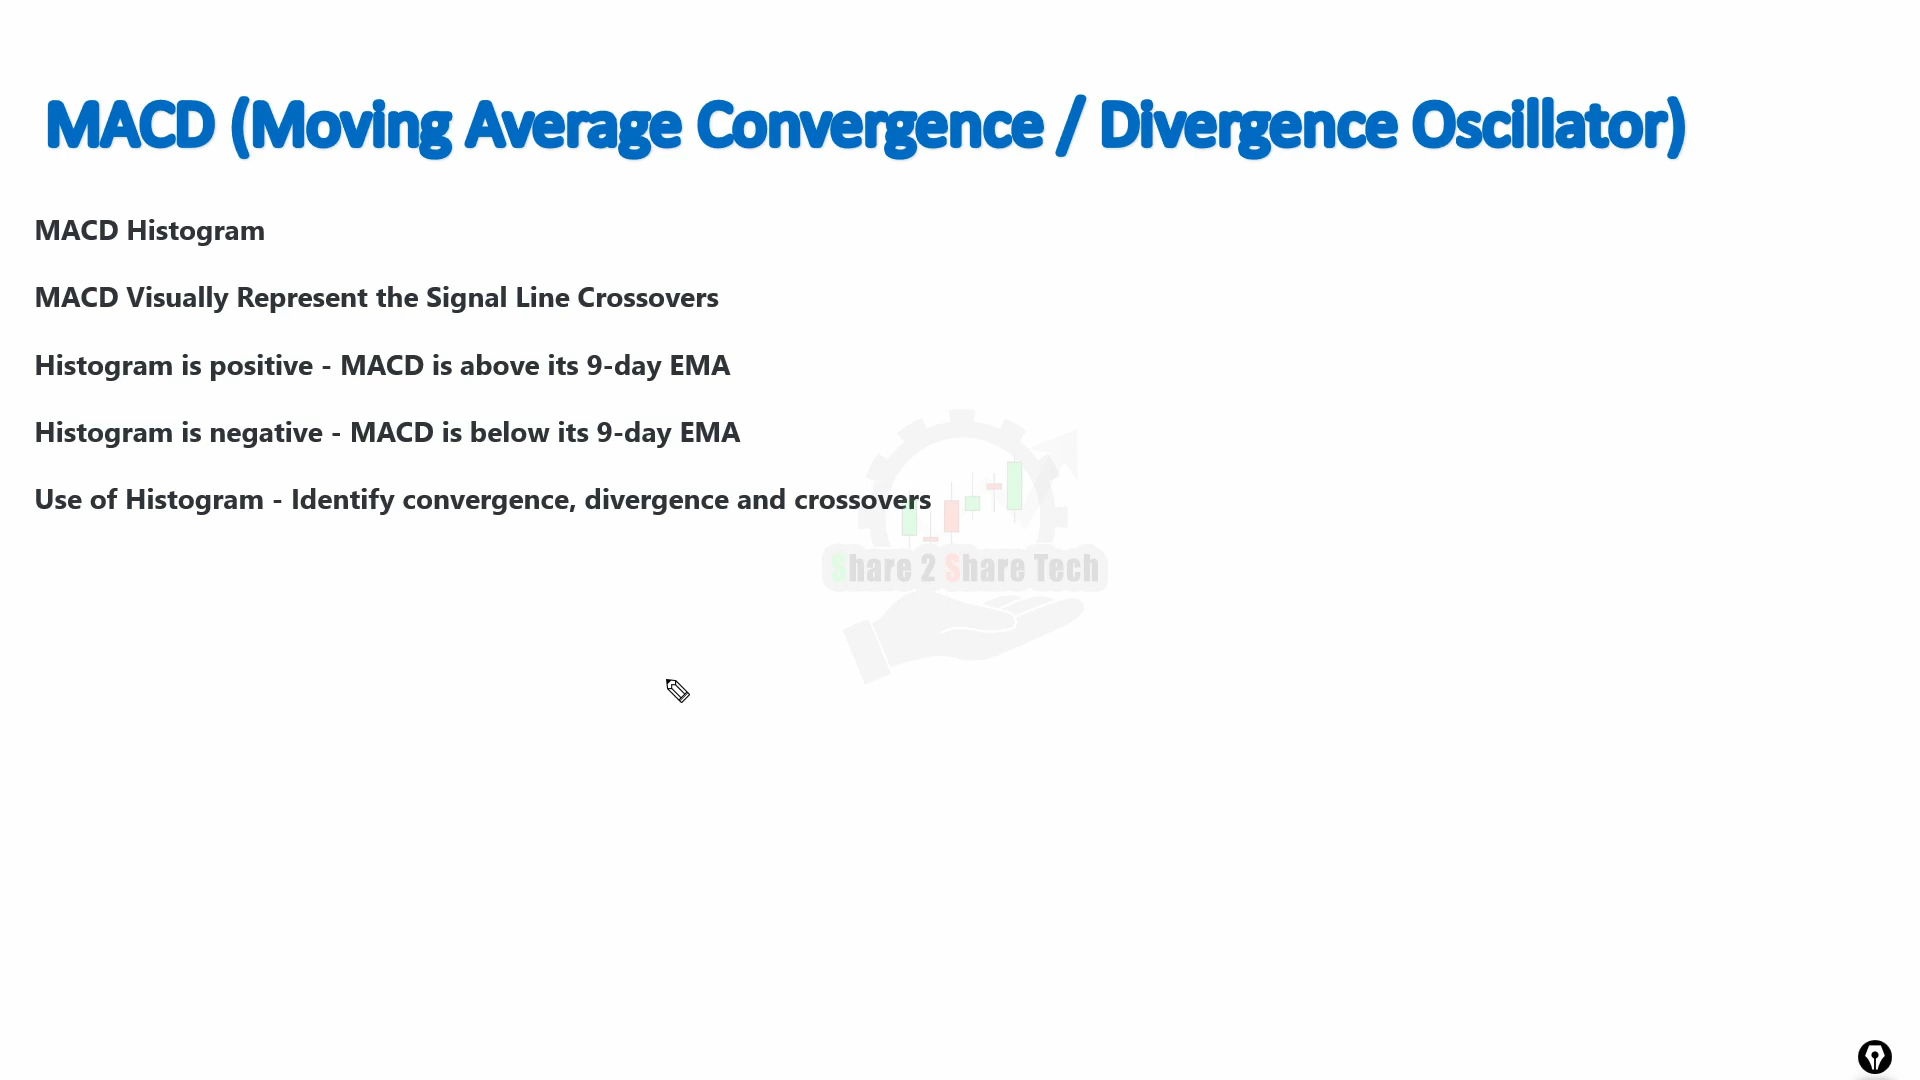 MACD (Moving Average Convergence / Divergence Oscillator)
MACD Histogram
MACD Visually Represent the Signal Line Crossovers
Histogram is positive - MACD is above its 9-day EMA
Histogram is negative - MACD is below its 9-day EMA
Use of Histogram - Identify convergence, divergence and crossovers
Share 2 Share Tech